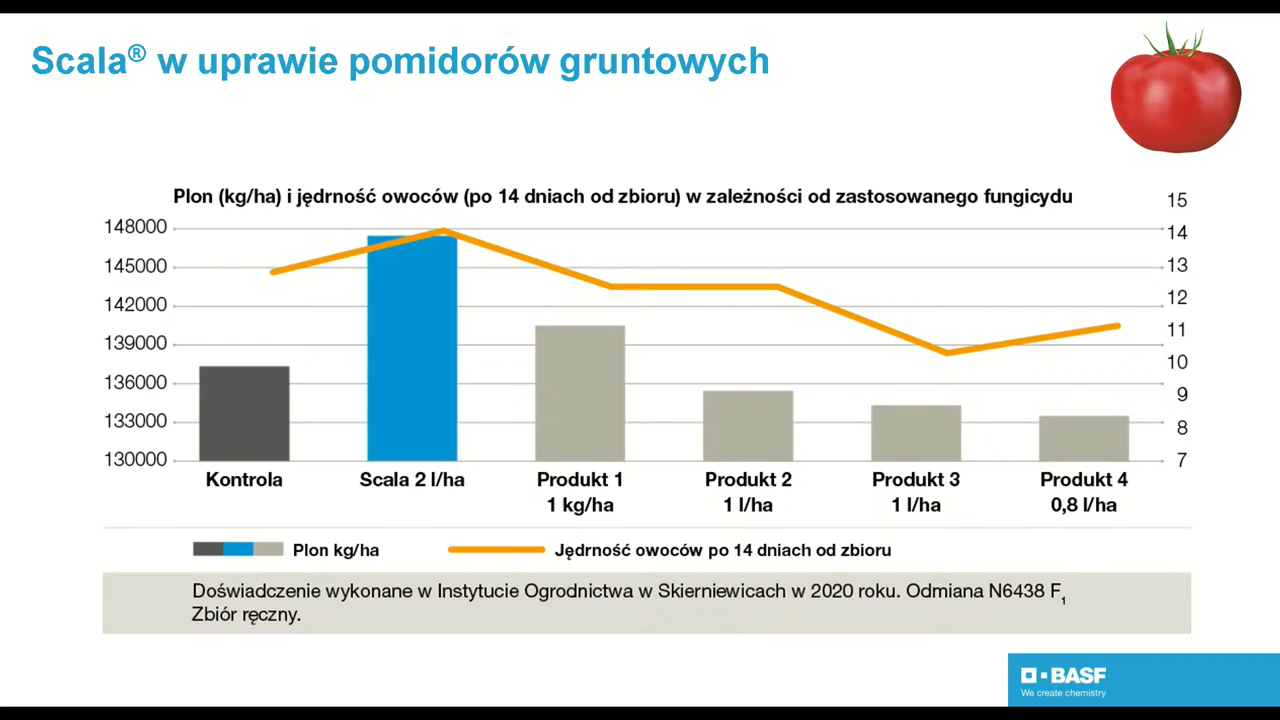 Scala® w uprawie pomidorów gruntowych
Plon (kg/ha) i jędrność owoców (po 14 dniach od zbioru) w zależności od zastosowanego fungicydu
148000
145000
142000
139000
136000
133000
130000
15
14
13
12
11
10
9
8
7
Kontrola
Scala 2 l/ha
Produkt 1
1 kg/ha
Produkt 2
1 l/ha
Produkt 3
1 l/ha
Produkt 4
0,8 l/ha
Plon kg/ha
Jędrność owoców po 14 dniach od zbioru
Doświadczenie wykonane w Instytucie Ogrodnictwa w Skierniewicach w 2020 roku. Odmiana N6438 F₁
Zbiór ręczny.
BASF
We create chemistry